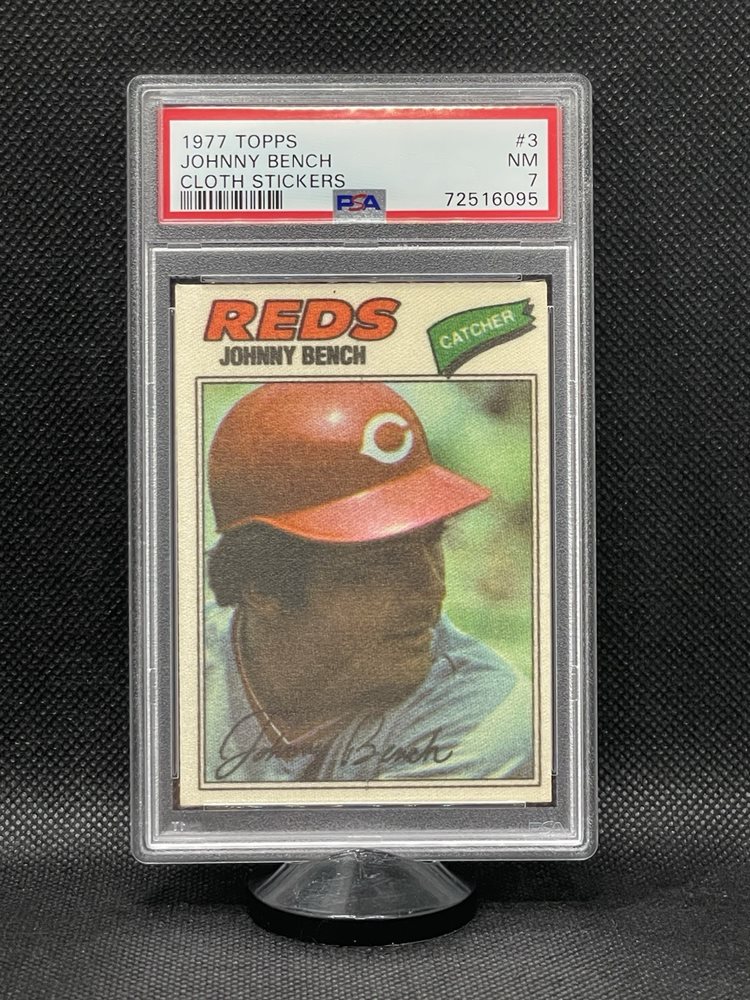 1977 TOPPS #3
JOHNNY BENCH NM
CLOTH STICKERS 7
PSA 72516095
REDS
JOHNNY BENCH
CATCHER
C
Johnny Bench